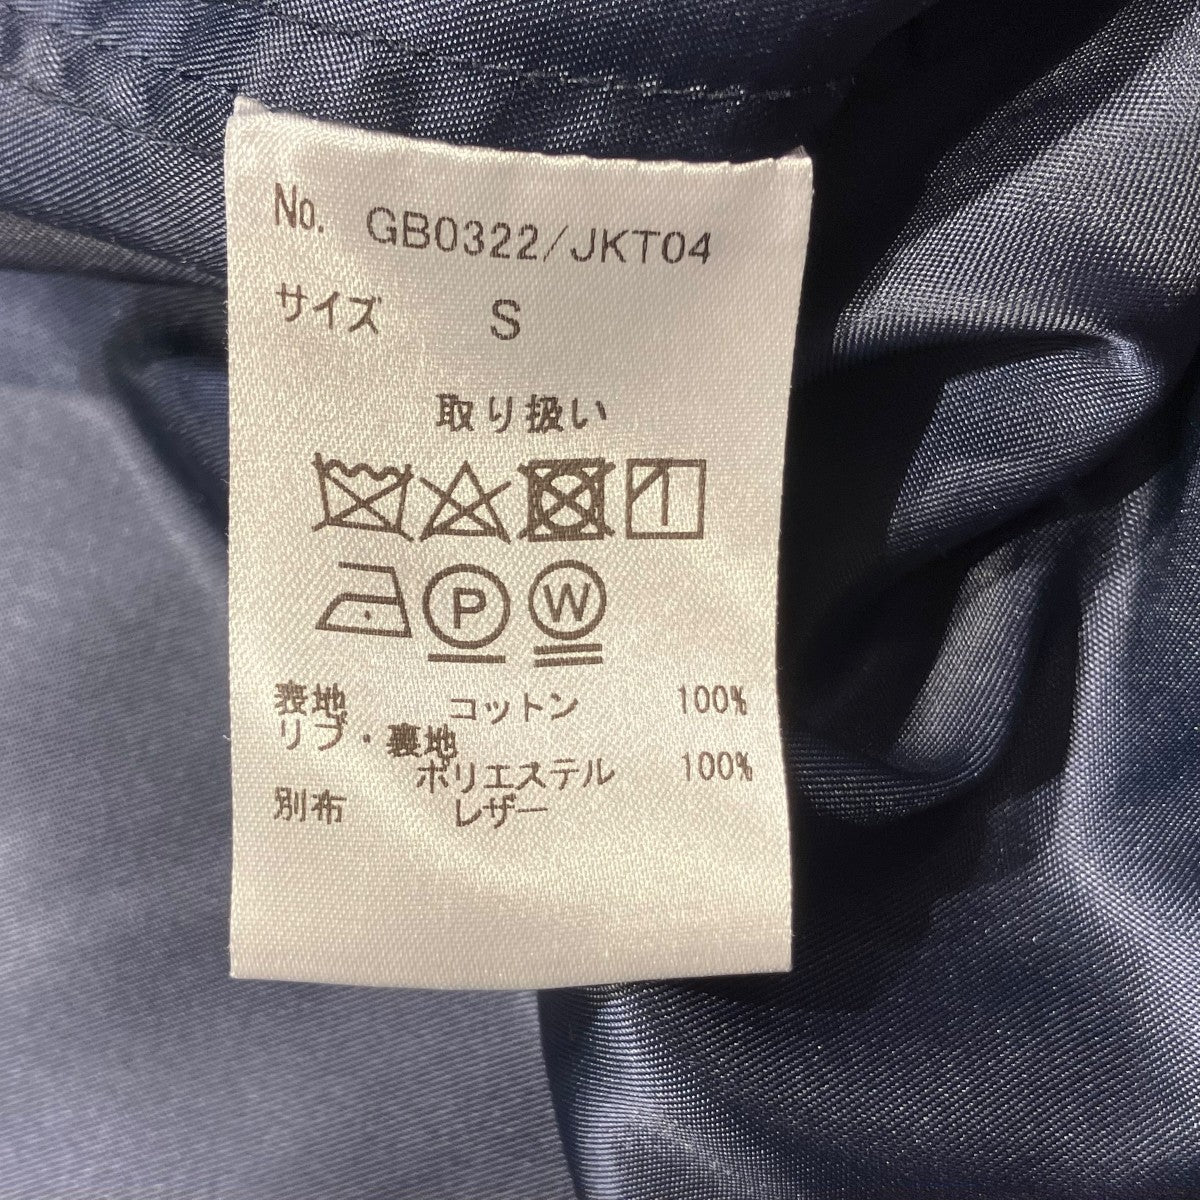 No. GB0322/JKT04
サイズ S
取り扱い
P W
表地 コットン 100%
リブ・裏地
ポリエステル 100%
別布 レザー